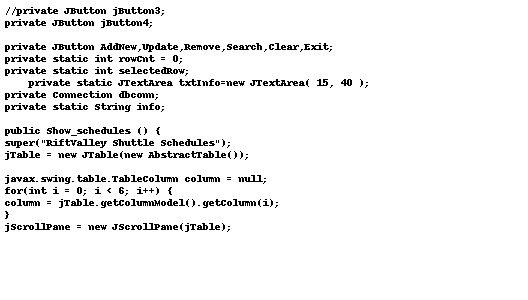 //private JButton jButton3;
private JButton jButton4;

private JButton AddNew,Update,Remove,Search,Clear,Exit;
private static int rowCnt = 0;
private static int selectedRow;
    private static JTextArea txtInfo=new JTextArea( 15, 40 );
private Connection dbconn;
private static String info;

public Show_schedules () {
super("RiftValley Shuttle Schedules");
jTable = new JTable(new AbstractTable());

javax.swing.table.TableColumn column = null;
for(int i = 0; i < 6; i++) {
column = jTable.getColumnModel().getColumn(i);
}
jScrollPane = new JScrollPane(jTable);